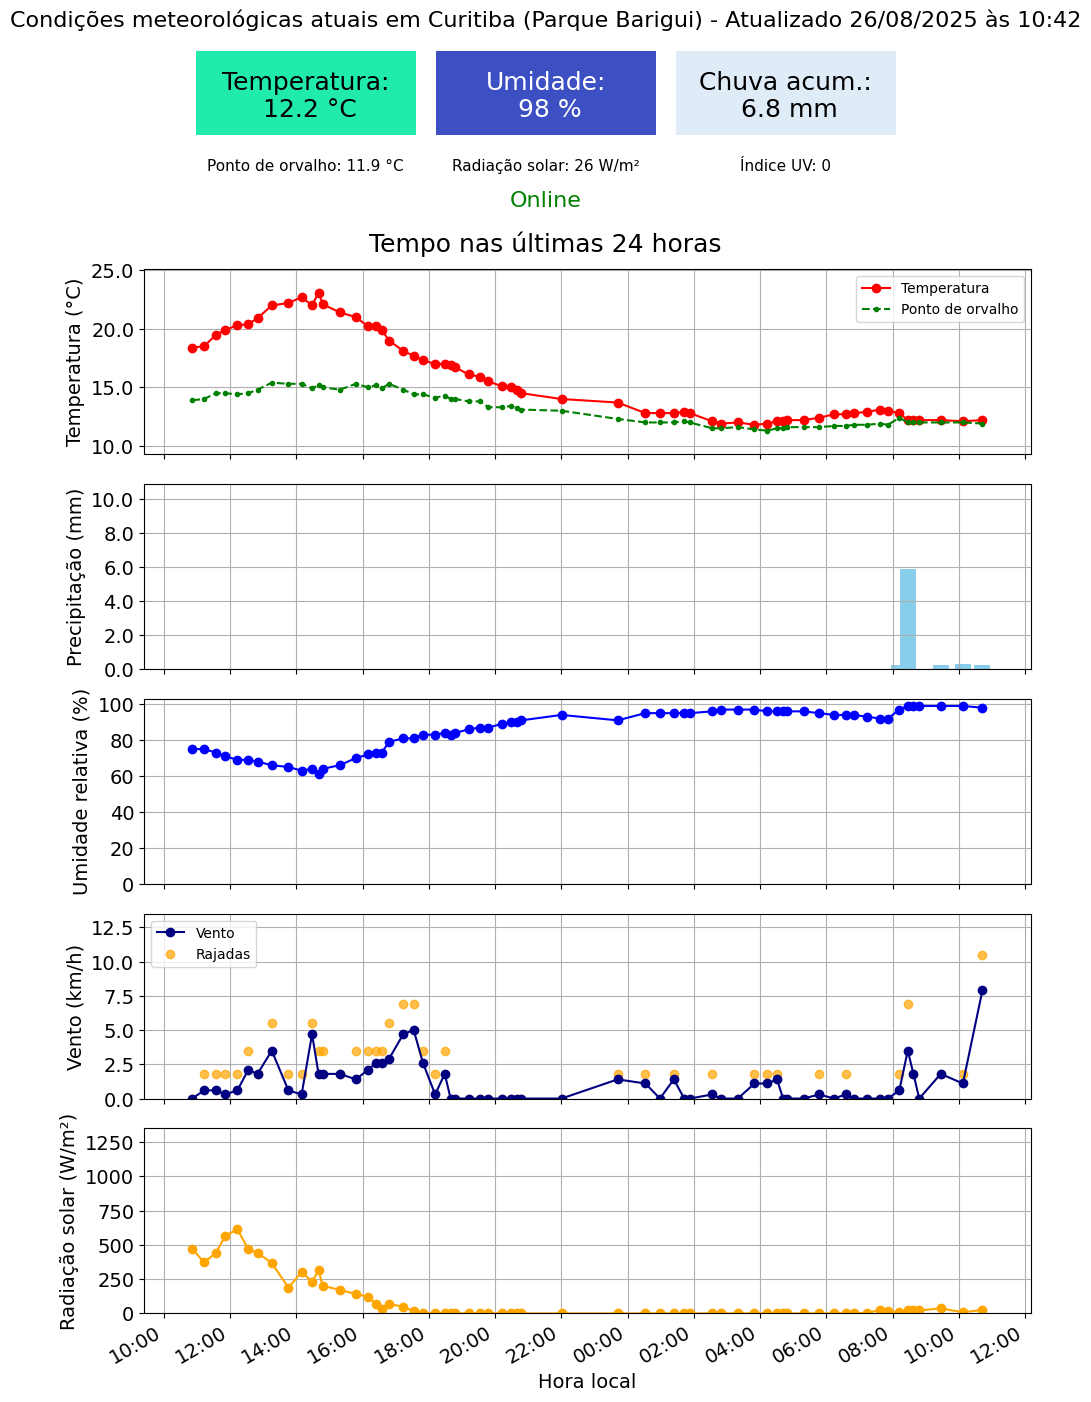 Condições meteorológicas atuais em Curitiba (Parque Barigui) - Atualizado 26/08/2025 às 10:42
Temperatura:
12.2 °C
Umidade:
98 %
Chuva acum.:
6.8 mm
Ponto de orvalho: 11.9 °C
Radiação solar: 26 W/m²
Índice UV: 0
Online
Tempo nas últimas 24 horas
Temperatura (°C)
25.0
20.0
15.0
10.0
Temperatura
Ponto de orvalho
Precipitação (mm)
10.0
8.0
6.0
4.0
2.0
0.0
Umidade relativa (%)
100
80
60
40
20
0
Vento (km/h)
12.5
10.0
7.5
5.0
2.5
0.0
Vento
Rajadas
Radiação solar (W/m²)
1250
1000
750
500
250
0
10:00
12:00
14:00
16:00
18:00
20:00
22:00
00:00
02:00
04:00
06:00
08:00
10:00
12:00
Hora local